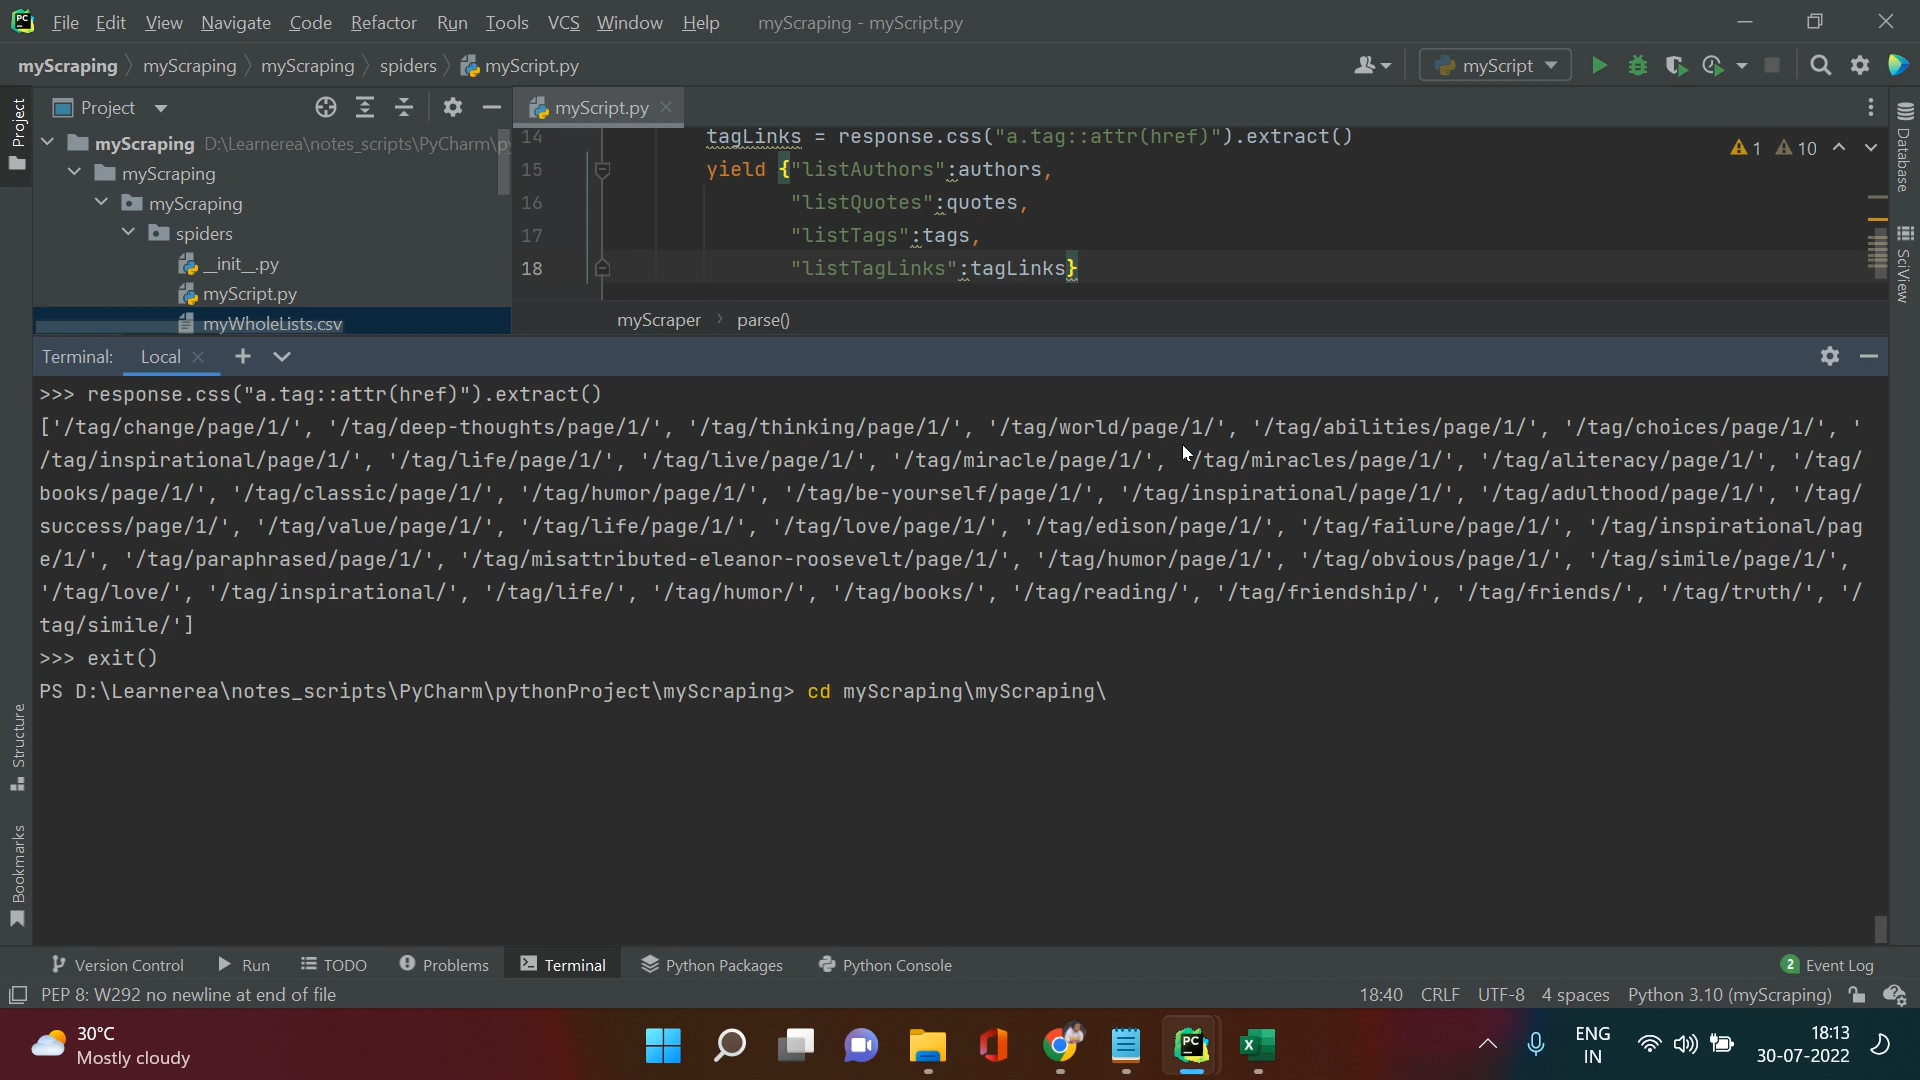 File Edit View Navigate Code Refactor Run Tools VCS Window Help myScraping - myScript.py
myScraping myScraping myScraping spiders myScript.py
myScript
Project
myScript.py
Project
myScraping D:\Learnerea\notes_scripts\PyCharm\p
myScraping
myScraping
spiders
__init__.py
myScript.py
myWholeLists.csv
14 tagLinks = response.css("a.tag::attr(href)").extract()
15 yield {"listAuthors":authors,
16 "listQuotes":quotes,
17 "listTags":tags,
18 "listTagLinks":tagLinks}
1 10
myScraper parse()
Database
SciView
Terminal: Local
>>> response.css("a.tag::attr(href)").extract()
['/tag/change/page/1/', '/tag/deep-thoughts/page/1/', '/tag/thinking/page/1/', '/tag/world/page/1/', '/tag/abilities/page/1/', '/tag/choices/page/1/', '
/tag/inspirational/page/1/', '/tag/life/page/1/', '/tag/live/page/1/', '/tag/miracle/page/1/', '/tag/miracles/page/1/', '/tag/aliteracy/page/1/', '/tag/
books/page/1/', '/tag/classic/page/1/', '/tag/humor/page/1/', '/tag/be-yourself/page/1/', '/tag/inspirational/page/1/', '/tag/adulthood/page/1/', '/tag/
success/page/1/', '/tag/value/page/1/', '/tag/life/page/1/', '/tag/love/page/1/', '/tag/edison/page/1/', '/tag/failure/page/1/', '/tag/inspirational/pag
e/1/', '/tag/paraphrased/page/1/', '/tag/misattributed-eleanor-roosevelt/page/1/', '/tag/humor/page/1/', '/tag/obvious/page/1/', '/tag/simile/page/1/',
'/tag/love/', '/tag/inspirational/', '/tag/life/', '/tag/humor/', '/tag/books/', '/tag/reading/', '/tag/friendship/', '/tag/friends/', '/tag/truth/', '/
tag/simile/']
>>> exit()
PS D:\Learnerea\notes_scripts\PyCharm\pythonProject\myScraping> cd myScraping\myScraping\
Structure
Bookmarks
Version Control Run TODO Problems Terminal Python Packages Python Console 2 Event Log
PEP 8: W292 no newline at end of file 18:40 CRLF UTF-8 4 spaces Python 3.10 (myScraping)
30°C
Mostly cloudy
ENG
IN
18:13
30-07-2022